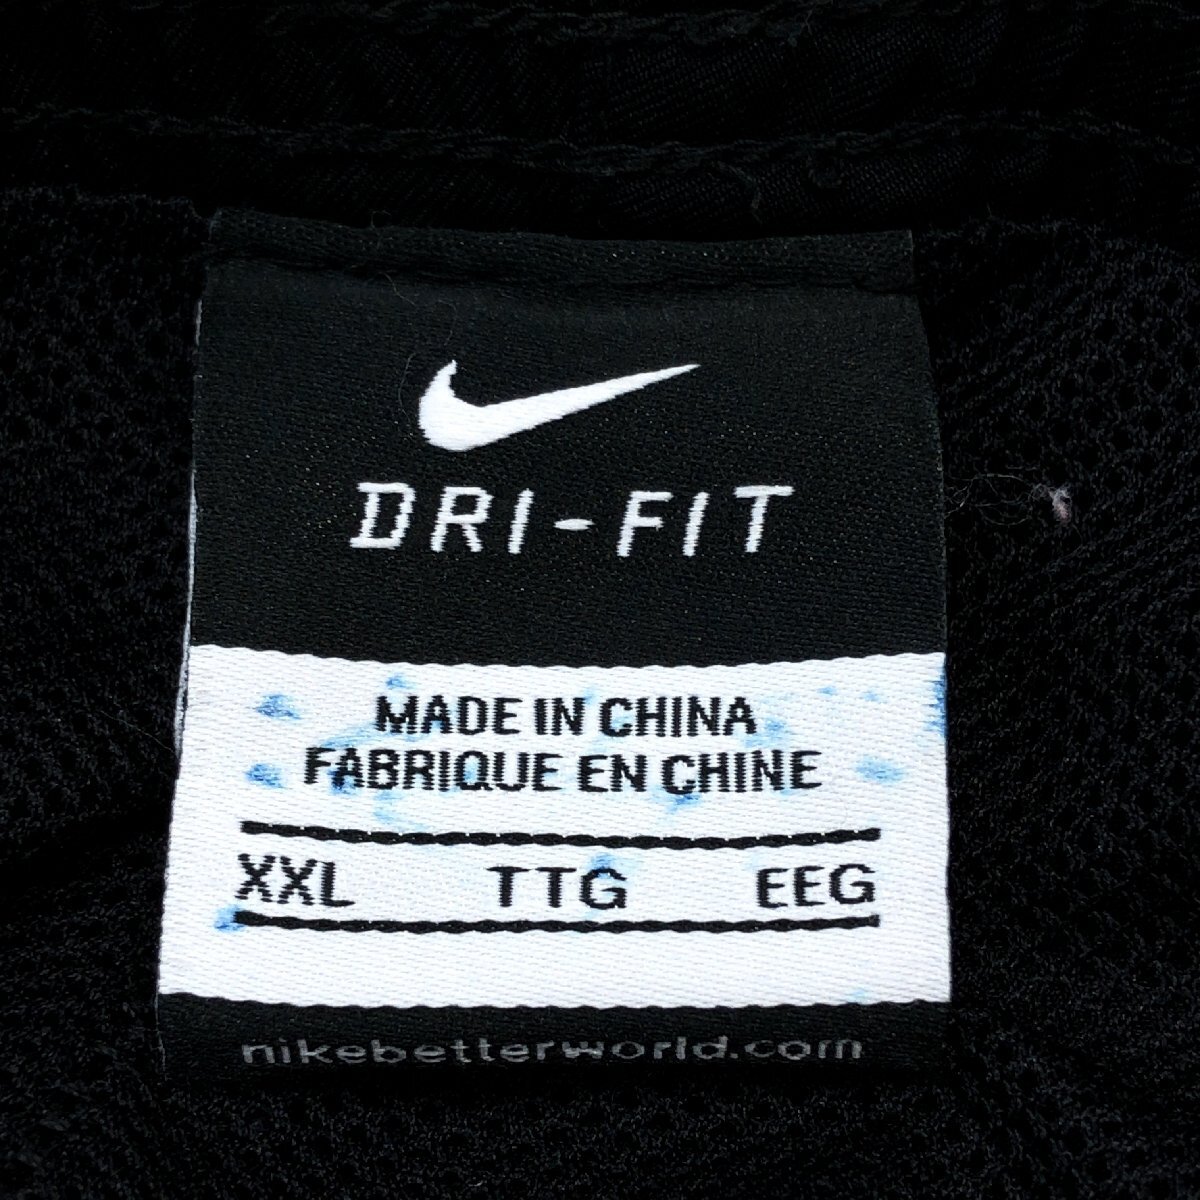 DRI-FIT
MADE IN CHINA
FABRIQUE EN CHINE
XXL TTG EEG
nikebetterworld.com